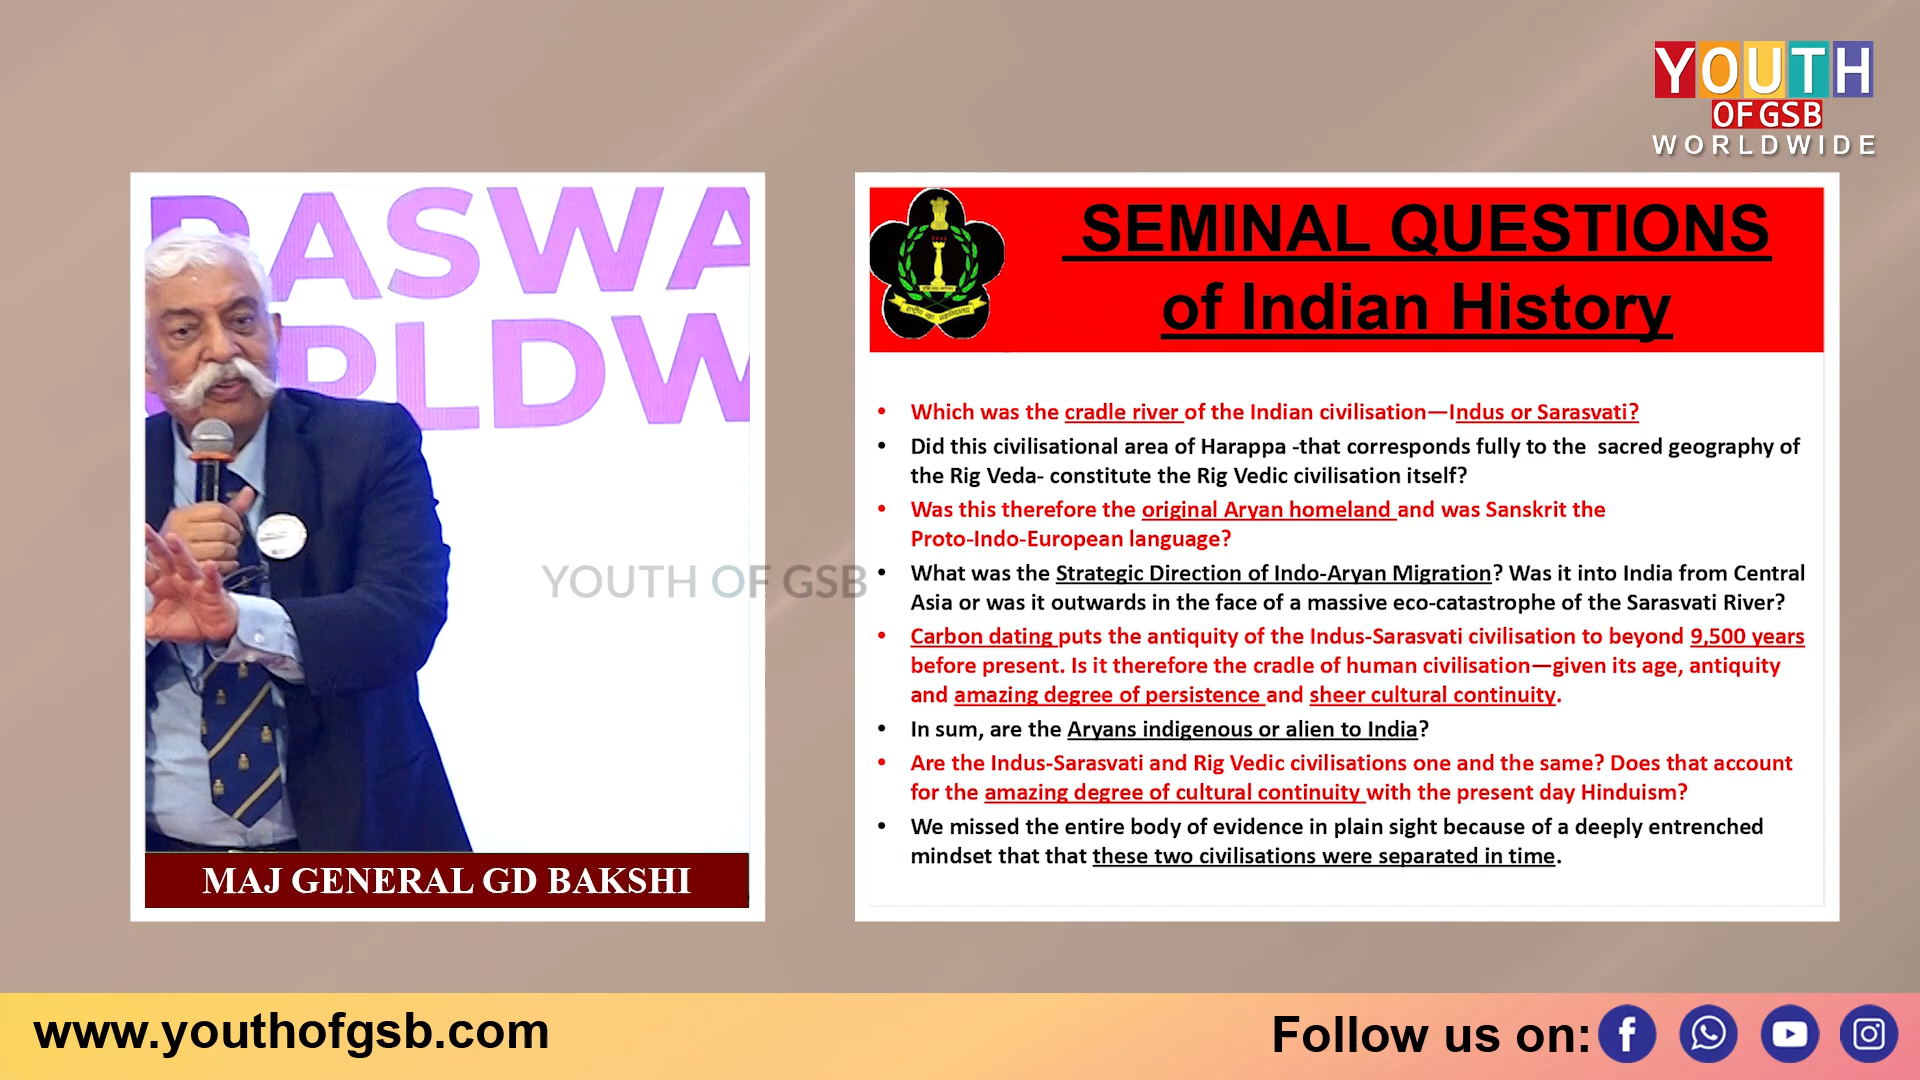 YOUTH
OF GSB
WORLDWIDE
RASWA
ORLDW
MAJ GENERAL GD BAKSHI
YOUTH OF GSB
SEMINAL QUESTIONS
of Indian History
• Which was the cradle river of the Indian civilisation—Indus or Sarasvati?
• Did this civilisational area of Harappa -that corresponds fully to the sacred geography of
the Rig Veda- constitute the Rig Vedic civilisation itself?
• Was this therefore the original Aryan homeland and was Sanskrit the
Proto-Indo-European language?
• What was the Strategic Direction of Indo-Aryan Migration? Was it into India from Central
Asia or was it outwards in the face of a massive eco-catastrophe of the Sarasvati River?
• Carbon dating puts the antiquity of the Indus-Sarasvati civilisation to beyond 9,500 years
before present. Is it therefore the cradle of human civilisation—given its age, antiquity
and amazing degree of persistence and sheer cultural continuity.
• In sum, are the Aryans indigenous or alien to India?
• Are the Indus-Sarasvati and Rig Vedic civilisations one and the same? Does that account
for the amazing degree of cultural continuity with the present day Hinduism?
• We missed the entire body of evidence in plain sight because of a deeply entrenched
mindset that that these two civilisations were separated in time.
www.youthofgsb.com
Follow us on: